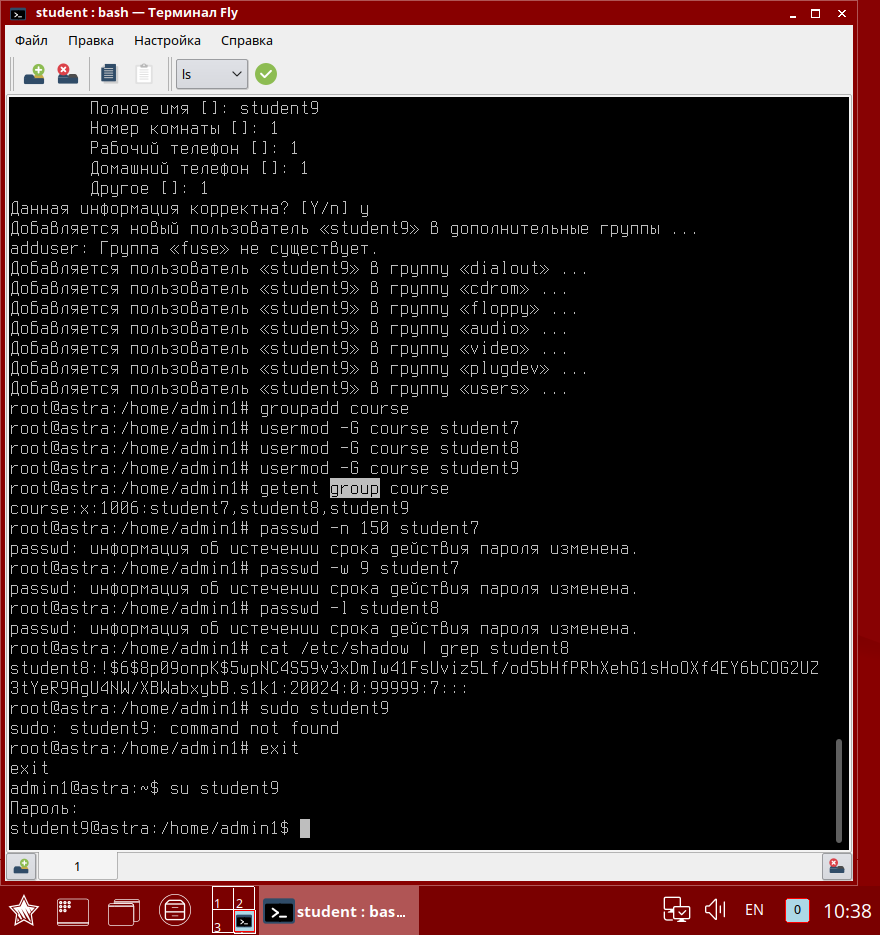 student : bash — Терминал Fly
Файл Правка Настройка Справка
ls
Полное имя []: student9
Номер комнаты []: 1
Рабочий телефон []: 1
Домашний телефон []: 1
Другое []: 1
Данная информация корректна? [Y/n] y
Добавляется новый пользователь «student9» в дополнительные группы ...
adduser: Группа «fuse» не существует.
Добавляется пользователь «student9» в группу «dialout» ...
Добавляется пользователь «student9» в группу «cdrom» ...
Добавляется пользователь «student9» в группу «floppy» ...
Добавляется пользователь «student9» в группу «audio» ...
Добавляется пользователь «student9» в группу «video» ...
Добавляется пользователь «student9» в группу «plugdev» ...
Добавляется пользователь «student9» в группу «users» ...
root@astra:/home/admin1# groupadd course
root@astra:/home/admin1# usermod -G course student7
root@astra:/home/admin1# usermod -G course student8
root@astra:/home/admin1# usermod -G course student9
root@astra:/home/admin1# getent group course
course:x:1006:student7,student8,student9
root@astra:/home/admin1# passwd -n 150 student7
passwd: информация об истечении срока действия пароля изменена.
root@astra:/home/admin1# passwd -w 9 student7
passwd: информация об истечении срока действия пароля изменена.
root@astra:/home/admin1# passwd -l student8
passwd: информация об истечении срока действия пароля изменена.
root@astra:/home/admin1# cat /etc/shadow | grep student8
student8:!$6$8p09onpK$5wpNC4S59v3xDmIw41FsUviz5Lf/od5bHfPRhXehG1sHoOXf4EY6bCOG2UZ
3tYeR9AgU4NW/XBWabxybB.s1k1:20024:0:99999:7:::
root@astra:/home/admin1# sudo student9
sudo: student9: command not found
root@astra:/home/admin1# exit
exit
admin1@astra:~$ su student9
Пароль:
student9@astra:/home/admin1$
1
1 2
3
student : bas...
EN
0
10:38